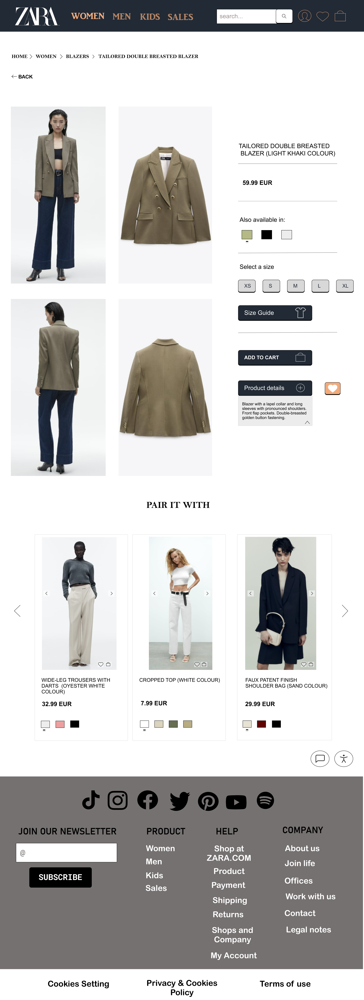 ZARA
WOMEN MEN KIDS SALES
search...
HOME > WOMEN > BLAZERS > TAILORED DOUBLE BREASTED BLAZER
BACK
ZARA
TAILORED DOUBLE BREASTED
BLAZER (LIGHT KHAKI COLOUR)
59.99 EUR
Also available in:
Select a size
XS S M L XL
Size Guide
ADD TO CART
Product details
Blazer with a lapel collar and long
sleeves with pronounced shoulders.
Front flap pockets. Double-breasted
golden button fastening.
PAIR IT WITH
WIDE-LEG TROUSERS WITH
DARTS (OYESTER WHITE
COLOUR)
32.99 EUR
CROPPED TOP (WHITE COLOUR)
7.99 EUR
FAUX PATENT FINISH
SHOULDER BAG (SAND COLOUR)
29.99 EUR
JOIN OUR NEWSLETTER
@
SUBSCRIBE
PRODUCT
Women
Men
Kids
Sales
HELP
Shop at
ZARA.COM
Product
Payment
Shipping
Returns
Shops and
Company
My Account
COMPANY
About us
Join life
Offices
Work with us
Contact
Legal notes
Cookies Setting
Privacy & Cookies
Policy
Terms of use